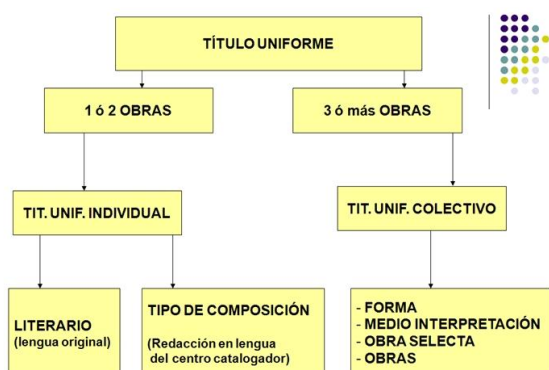 TÍTULO UNIFORME
1 ó 2 OBRAS
3 ó más OBRAS
TIT. UNIF. INDIVIDUAL
TIT. UNIF. COLECTIVO
LITERARIO
(lengua original)
TIPO DE COMPOSICIÓN
(Redacción en lengua
del centro catalogador)
- FORMA
- MEDIO INTERPRETACIÓN
- OBRA SELECTA
- OBRAS